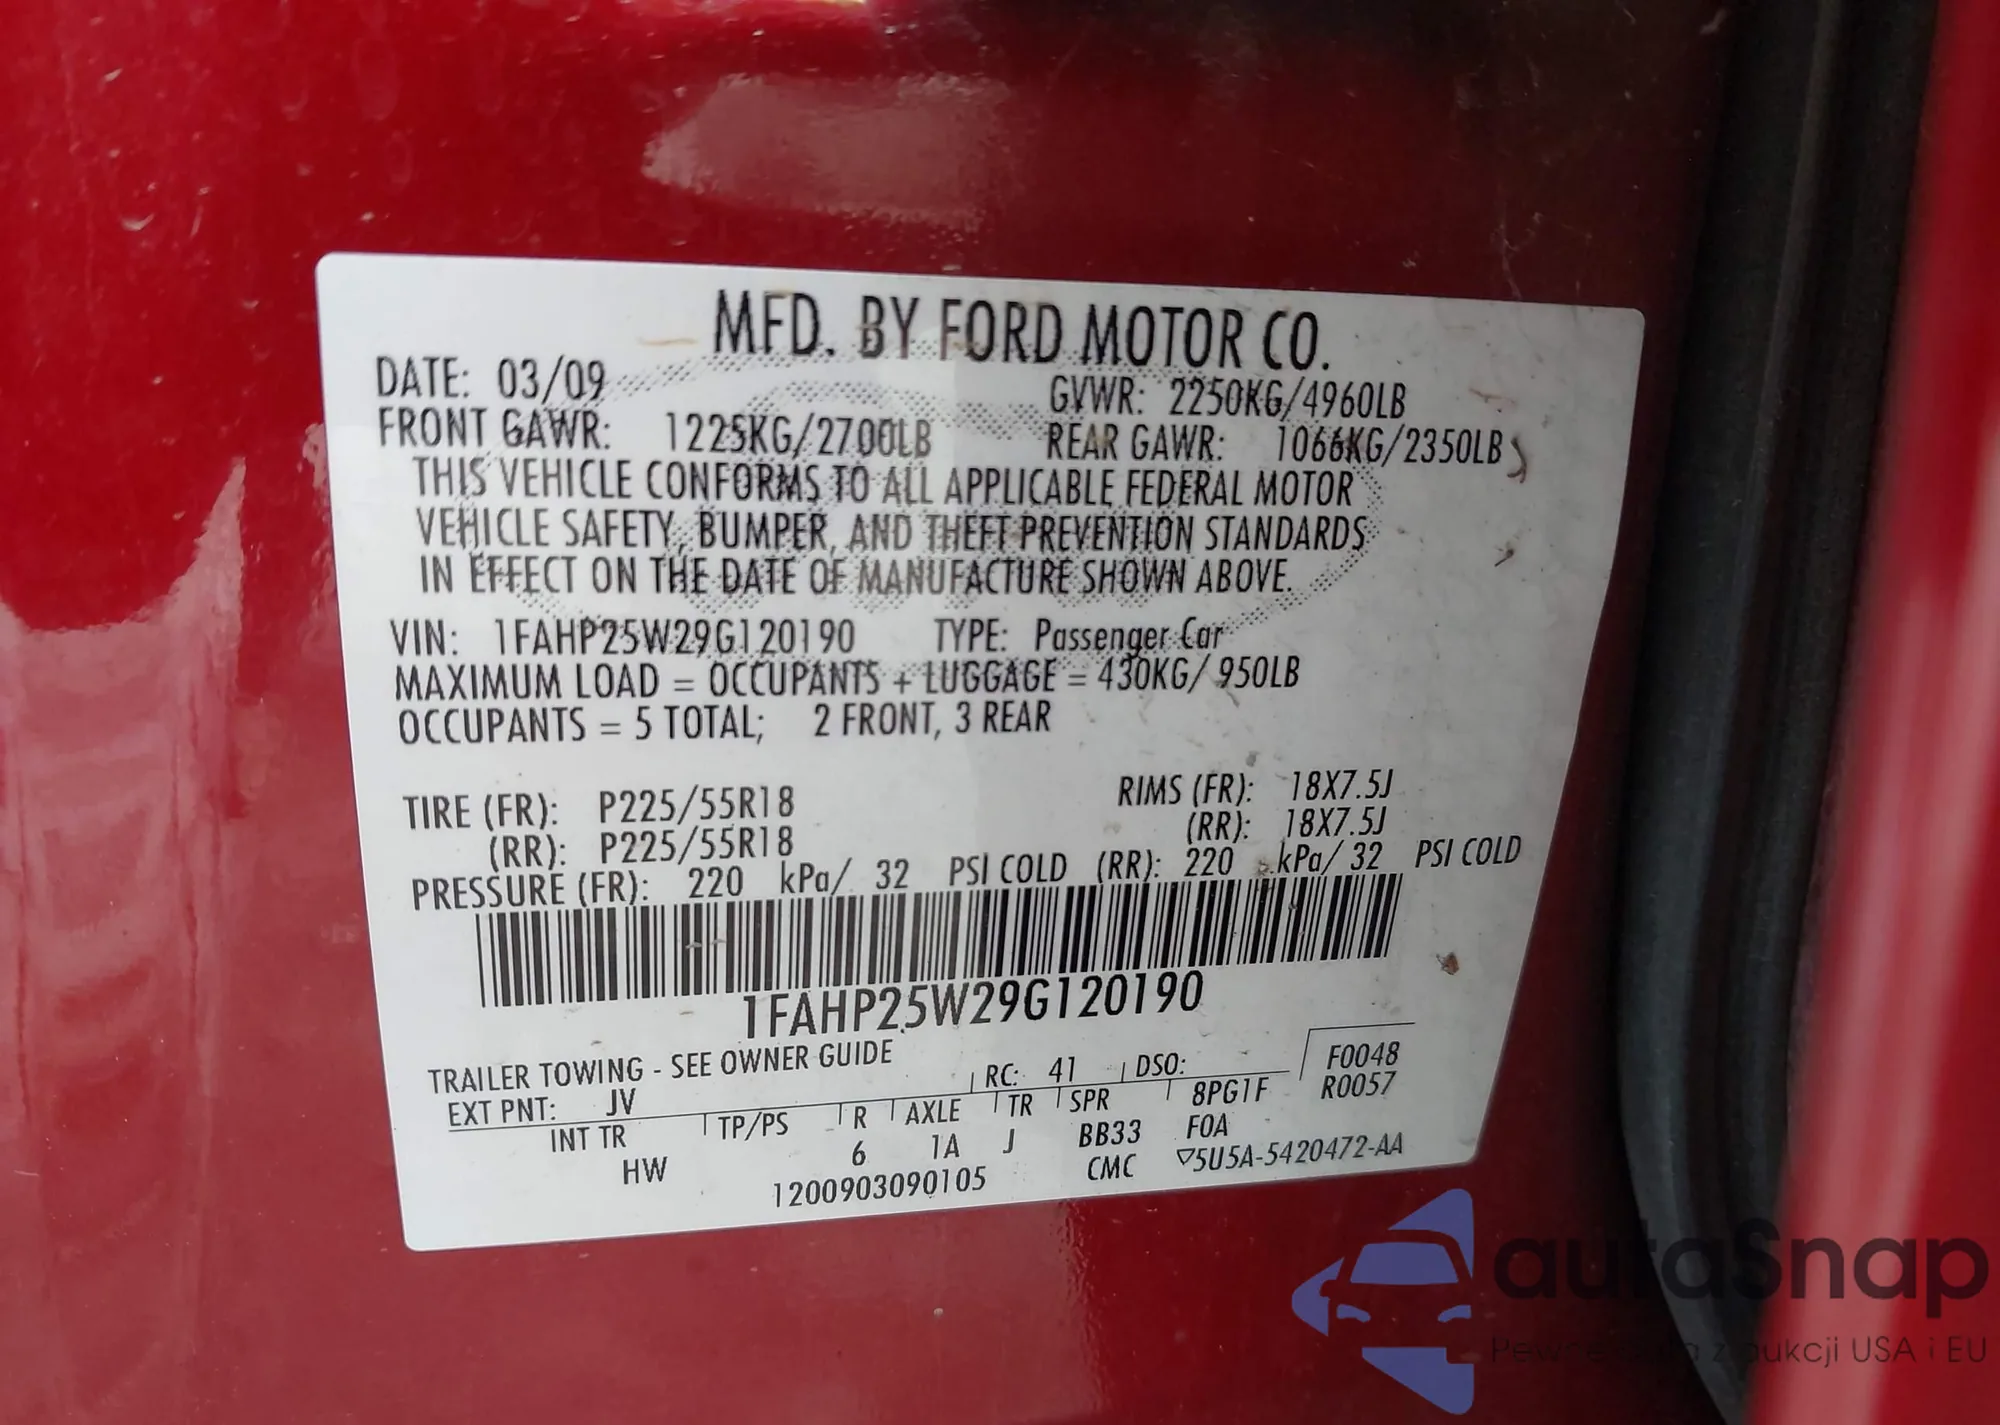 MFD. BY FORD MOTOR CO.
DATE: 03/09 GVWR: 2250KG/4960LB
FRONT GAWR: 1225KG/2700LB REAR GAWR: 1066KG/2350LB
THIS VEHICLE CONFORMS TO ALL APPLICABLE FEDERAL MOTOR
VEHICLE SAFETY, BUMPER, AND THEFT PREVENTION STANDARDS
IN EFFECT ON THE DATE OF MANUFACTURE SHOWN ABOVE.
VIN: 1FAHP25W29G120190 TYPE: Passenger Car
MAXIMUM LOAD = OCCUPANTS + LUGGAGE = 430KG/ 950LB
OCCUPANTS = 5 TOTAL; 2 FRONT, 3 REAR
TIRE (FR): P225/55R18 RIMS (FR): 18X7.5J
(RR): P225/55R18 (RR): 18X7.5J
PRESSURE (FR): 220 kPa/ 32 PSI COLD (RR): 220 kPa/ 32 PSI COLD
1FAHP25W29G120190
TRAILER TOWING - SEE OWNER GUIDE
EXT PNT: JV RC: 41 DSO: F0048
INT TR TP/PS R AXLE TR SPR 8PG1F R0057
HW 6 1A J BB33 F0A
1200903090105 CMC ▽5U5A-5420472-AA
autaSnap
aukcji USA i EU